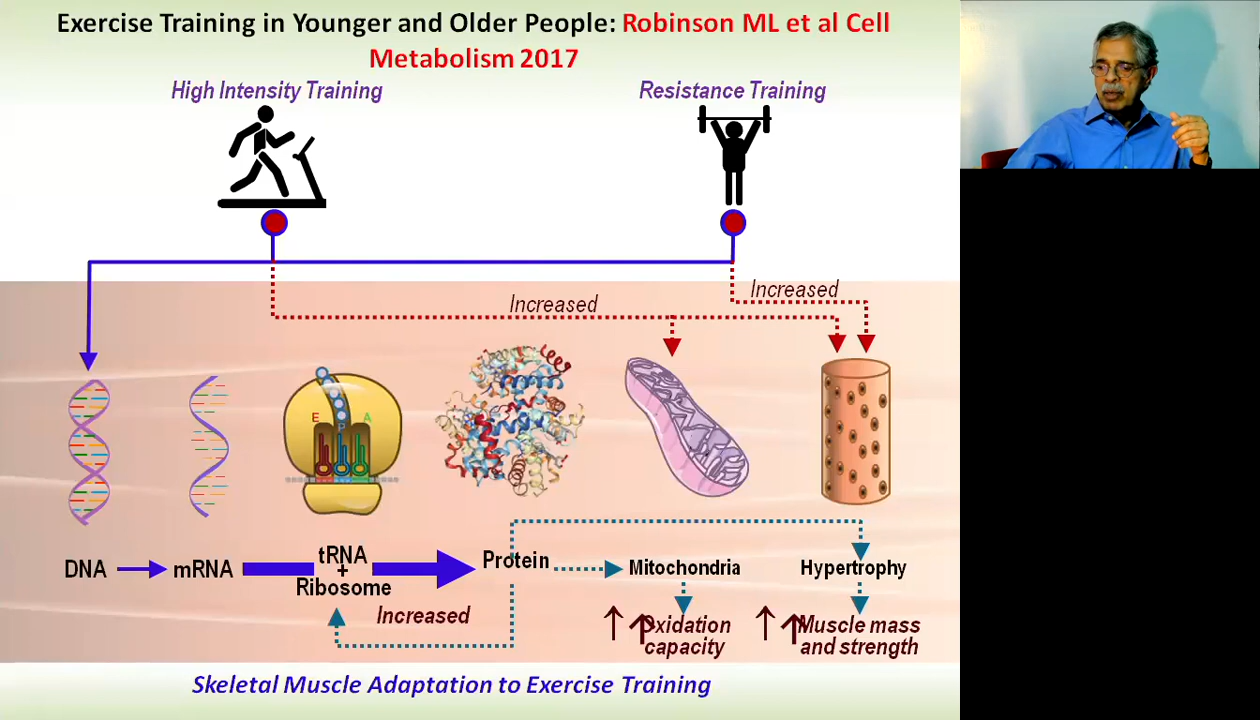 Exercise Training in Younger and Older People: Robinson ML et al Cell
Metabolism 2017
High Intensity Training
Resistance Training
Increased
Increased
E
P
A
DNA
mRNA
tRNA
+
Ribosome
Protein
Mitochondria
Hypertrophy
Increased
Oxidation
capacity
Muscle mass
and strength
Skeletal Muscle Adaptation to Exercise Training